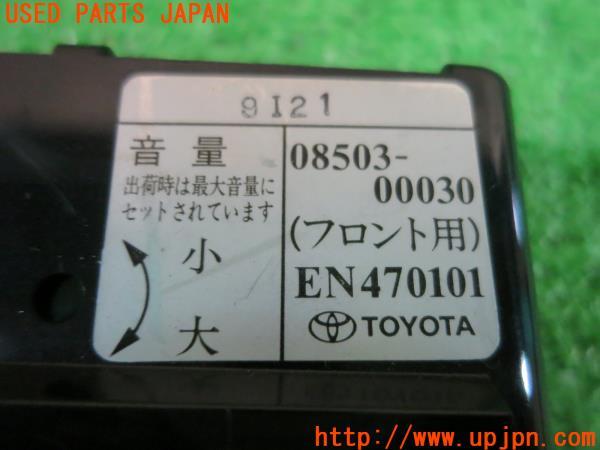 USED PARTS JAPAN
9I21
音量
出荷時は最大音量に
セットされています
小
大
08503-
00030
(フロント用)
EN470101
TOYOTA
http://www.upjpn.com/